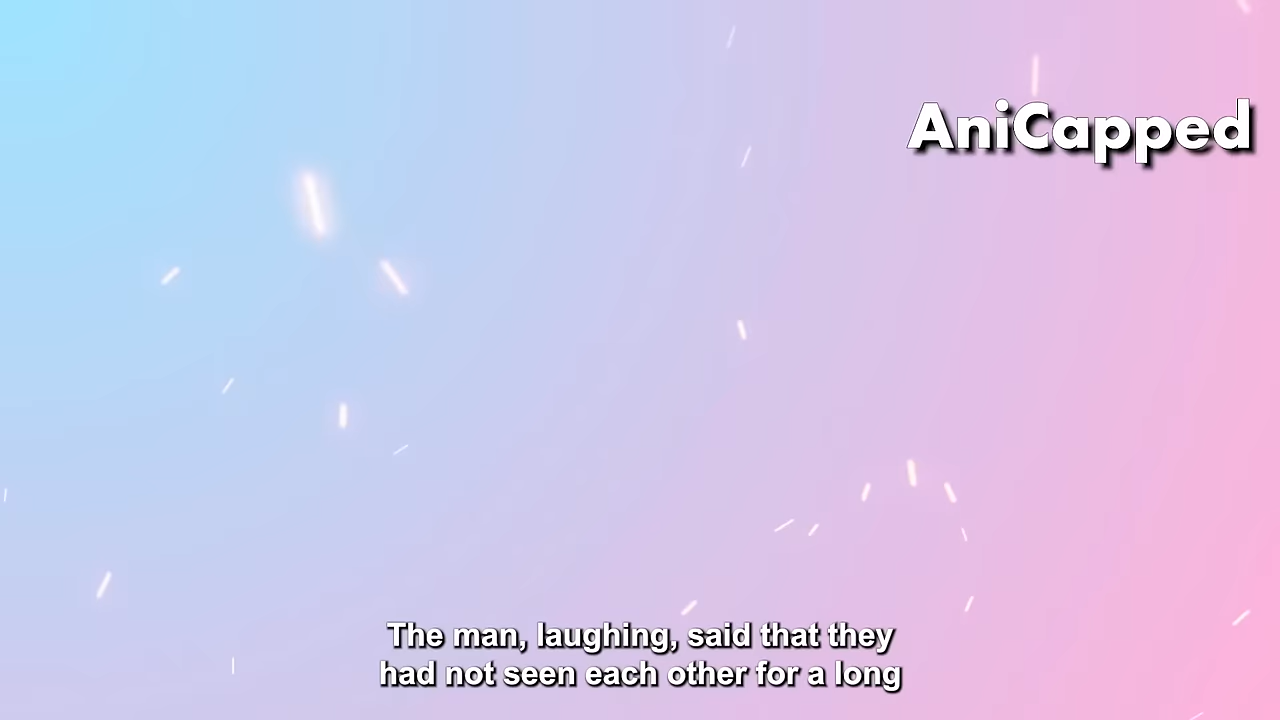 AniCapped
The man, laughing, said that they
had not seen each other for a long